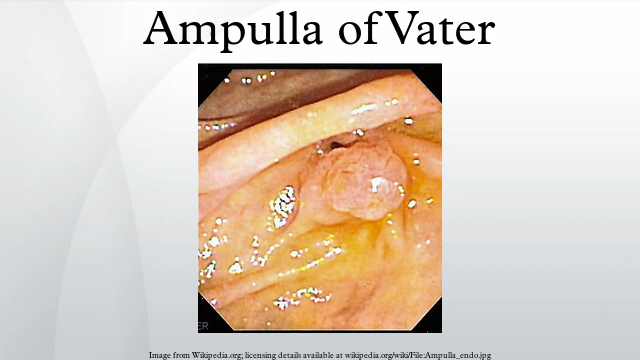 Ampulla of Vater
ER
Image from Wikipedia.org; licensing details available at wikipedia.org/wiki/File:Ampulla_endo.jpg